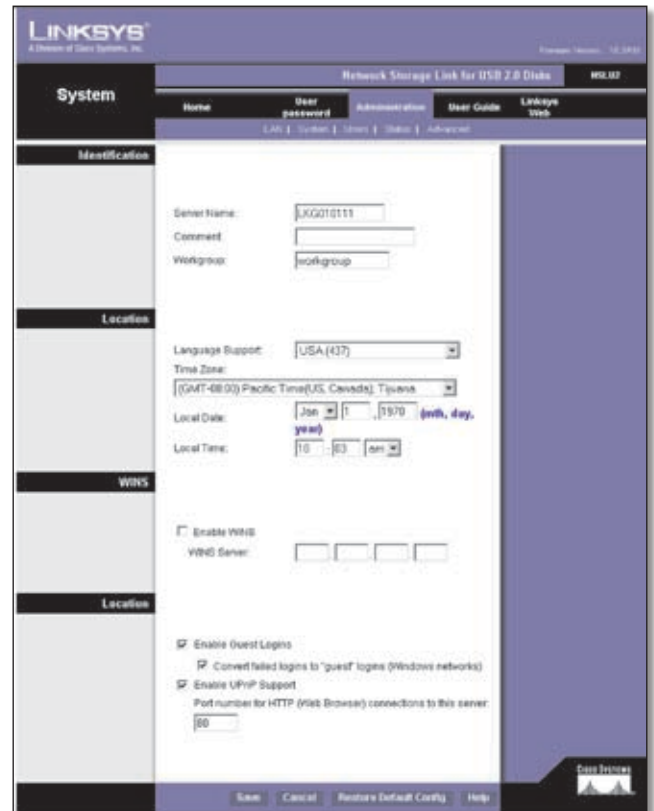 LINKSYS®
A Division of Cisco Systems, Inc.
Network Storage Link for USB 2.0 Disks
NSLU2
System
Home
User password
Administration
User Guide
Linksys Web
LAN | System | Users | Status | Advanced
Identification
Server Name:
LKG010111
Comment
Workgroup:
workgroup
Location
Language Support:
USA (437)
Time Zone:
(GMT-08:00) Pacific Time(US, Canada), Tijuana
Local Date:
Jan 1 , 1970 (mth, day, year)
Local Time:
10 : 03 am
WINS
Enable WINS
WINS Server:
Location
Enable Guest Logins
Convert failed logins to "guest" logins (Windows networks)
Enable UPnP Support
Port number for HTTP (Web Browser) connections to this server:
80
Cisco Systems
Save
Cancel
Restore Default Config
Help